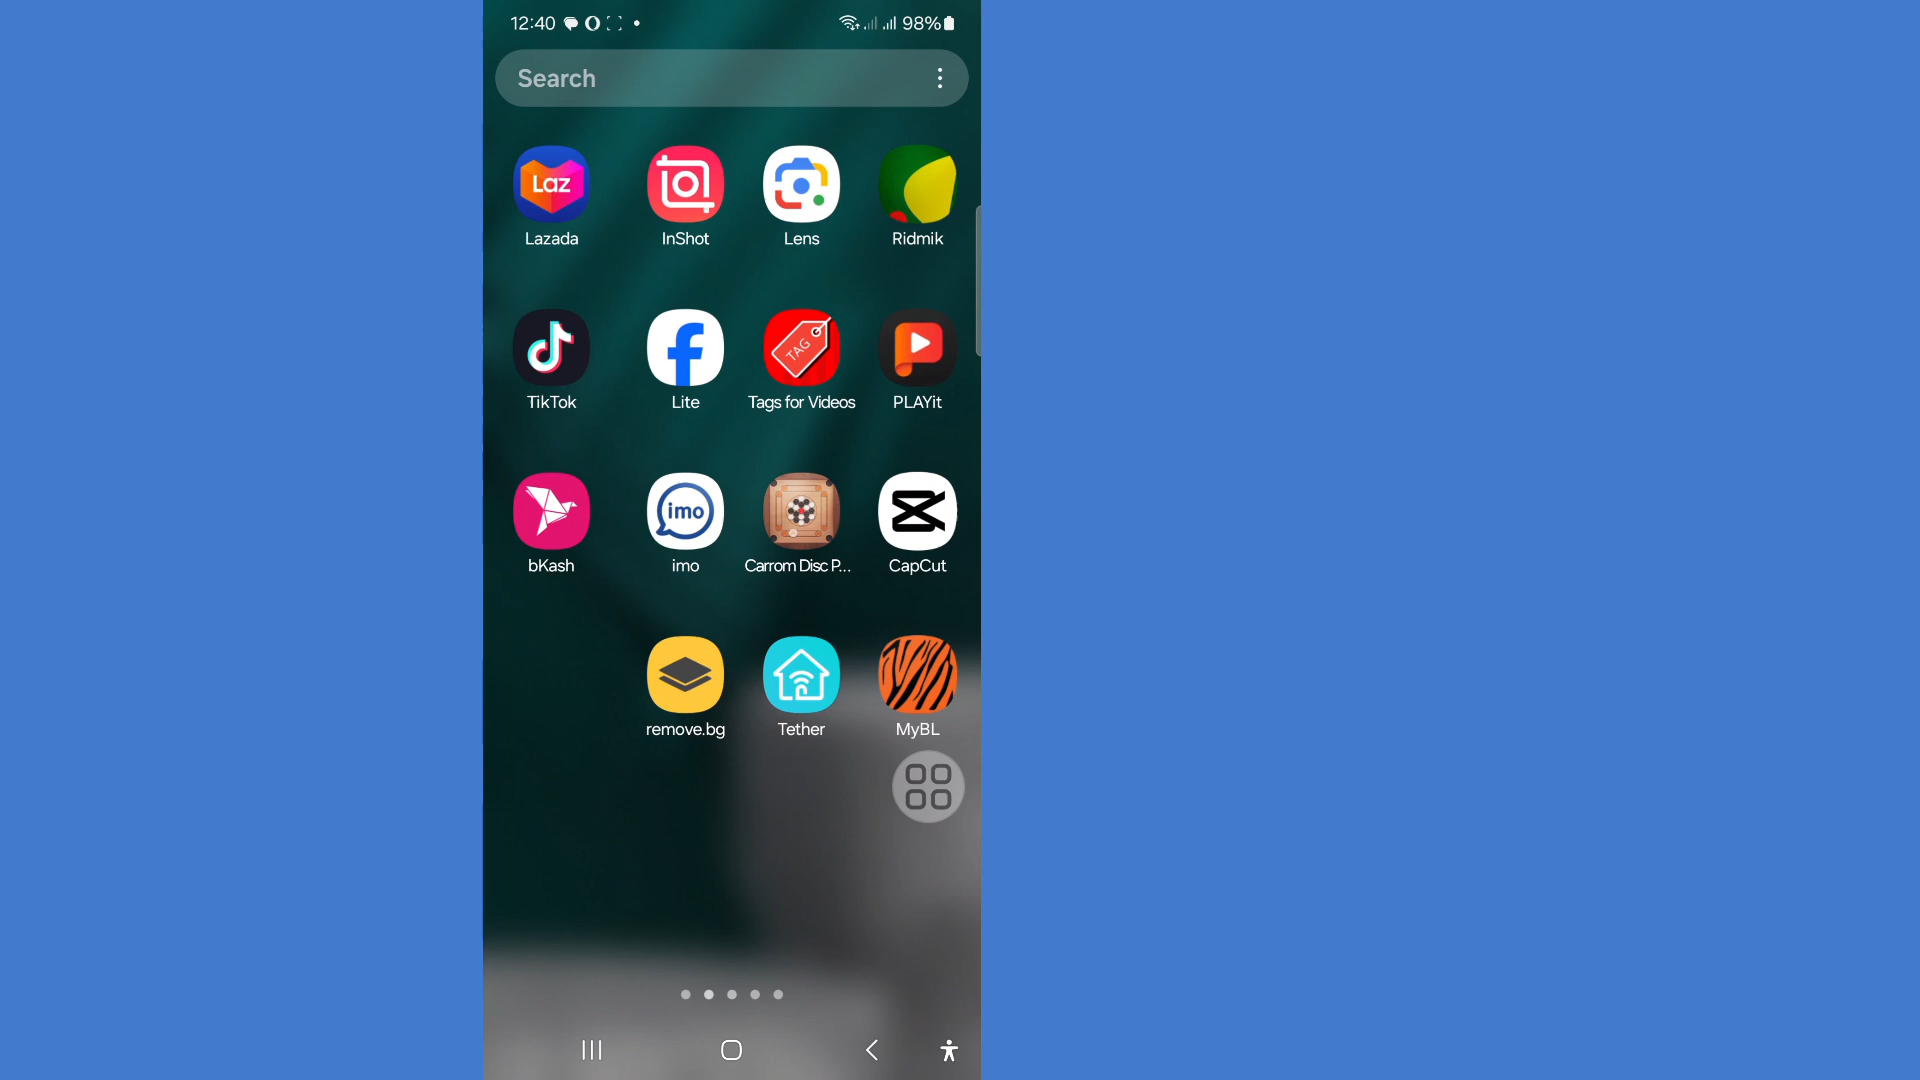 12:40 98%
Search
Laz
Lazada InShot Lens Ridmik
TAG
TikTok Lite Tags for Videos PLAYit
imo
bKash imo Carrom Disc P... CapCut
remove.bg Tether MyBL